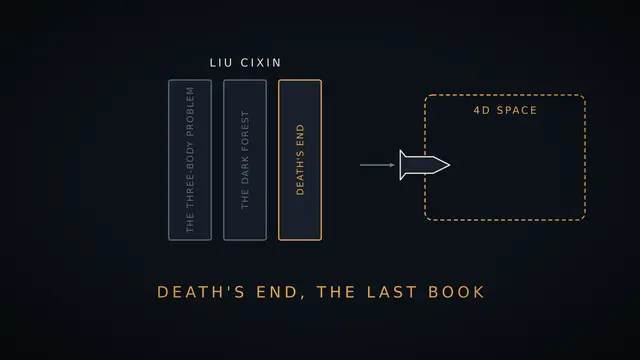 LIU CIXIN
THE THREE-BODY PROBLEM
THE DARK FOREST
DEATH'S END
4D SPACE
DEATH'S END, THE LAST BOOK